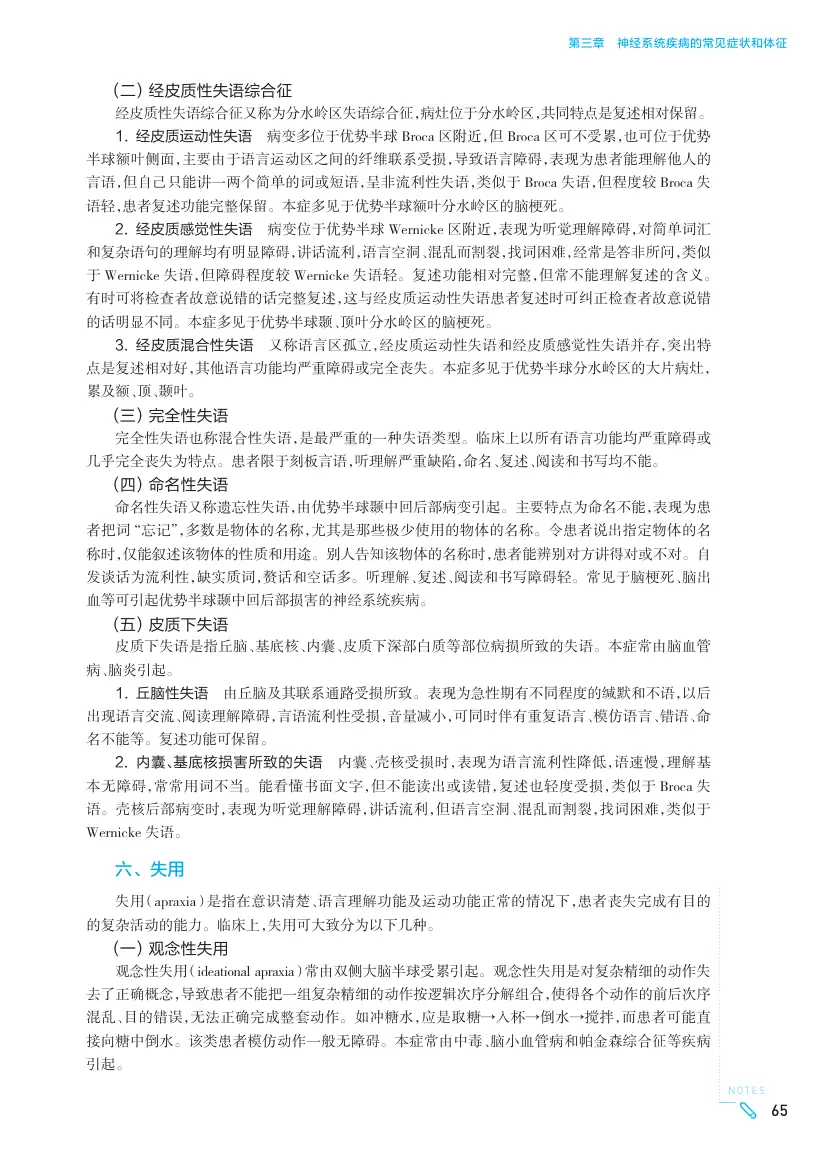 第三章　神经系统疾病的常见症状和体征
（二）经皮质性失语综合征
经皮质性失语综合征又称为分水岭区失语综合征，病灶位于分水岭区，共同特点是复述相对保留。
1. 经皮质运动性失语　病变多位于优势半球 Broca 区附近，但 Broca 区可不受累，也可位于优势
半球额叶侧面，主要由于语言运动区之间的纤维联系受损，导致语言障碍，表现为患者能理解他人的
言语，但自己只能讲一两个简单的词或短语，呈非流利性失语，类似于 Broca 失语，但程度较 Broca 失
语轻，患者复述功能完整保留。本症多见于优势半球额叶分水岭区的脑梗死。
2. 经皮质感觉性失语　病变位于优势半球 Wernicke 区附近，表现为听觉理解障碍，对简单词汇
和复杂语句的理解均有明显障碍，讲话流利，语言空洞、混乱而割裂，找词困难，经常是答非所问，类似
于 Wernicke 失语，但障碍程度较 Wernicke 失语轻。复述功能相对完整，但常不能理解复述的含义。
有时可将检查者故意说错的话完整复述，这与经皮质运动性失语患者复述时可纠正检查者故意说错
的话明显不同。本症多见于优势半球颞、顶叶分水岭区的脑梗死。
3. 经皮质混合性失语　又称语言区孤立，经皮质运动性失语和经皮质感觉性失语并存，突出特
点是复述相对好，其他语言功能均严重障碍或完全丧失。本症多见于优势半球分水岭区的大片病灶，
累及额、顶、颞叶。
（三）完全性失语
完全性失语也称混合性失语，是最严重的一种失语类型。临床上以所有语言功能均严重障碍或
几乎完全丧失为特点。患者限于刻板言语，听理解严重缺陷，命名、复述、阅读和书写均不能。
（四）命名性失语
命名性失语又称遗忘性失语，由优势半球颞中回后部病变引起。主要特点为命名不能，表现为患
者把词“忘记”，多数是物体的名称，尤其是那些极少使用的物体的名称。令患者说出指定物体的名
称时，仅能叙述该物体的性质和用途。别人告知该物体的名称时，患者能辨别对方讲得对或不对。自
发谈话为流利性，缺实质词，赘话和空话多。听理解、复述、阅读和书写障碍轻。常见于脑梗死、脑出
血等可引起优势半球颞中回后部损害的神经系统疾病。
（五）皮质下失语
皮质下失语是指丘脑、基底核、内囊、皮质下深部白质等部位病损所致的失语。本症常由脑血管
病、脑炎引起。
1. 丘脑性失语　由丘脑及其联系通路受损所致。表现为急性期有不同程度的缄默和不语，以后
出现语言交流、阅读理解障碍，言语流利性受损，音量减小，可同时伴有重复语言、模仿语言、错语、命
名不能等。复述功能可保留。
2. 内囊、基底核损害所致的失语　内囊、壳核受损时，表现为语言流利性降低，语速慢，理解基
本无障碍，常常用词不当。能看懂书面文字，但不能读出或读错，复述也轻度受损，类似于 Broca 失
语。壳核后部病变时，表现为听觉理解障碍，讲话流利，但语言空洞、混乱而割裂，找词困难，类似于
Wernicke 失语。
六、失用
失用（apraxia）是指在意识清楚、语言理解功能及运动功能正常的情况下，患者丧失完成有目的
的复杂活动的能力。临床上，失用可大致分为以下几种。
（一）观念性失用
观念性失用（ideational apraxia）常由双侧大脑半球受累引起。观念性失用是对复杂精细的动作失
去了正确概念，导致患者不能把一组复杂精细的动作按逻辑次序分解组合，使得各个动作的前后次序
混乱、目的错误，无法正确完成整套动作。如冲糖水，应是取糖→入杯→倒水→搅拌，而患者可能直
接向糖中倒水。该类患者模仿动作一般无障碍。本症常由中毒、脑小血管病和帕金森综合征等疾病
引起。
NOTES
65